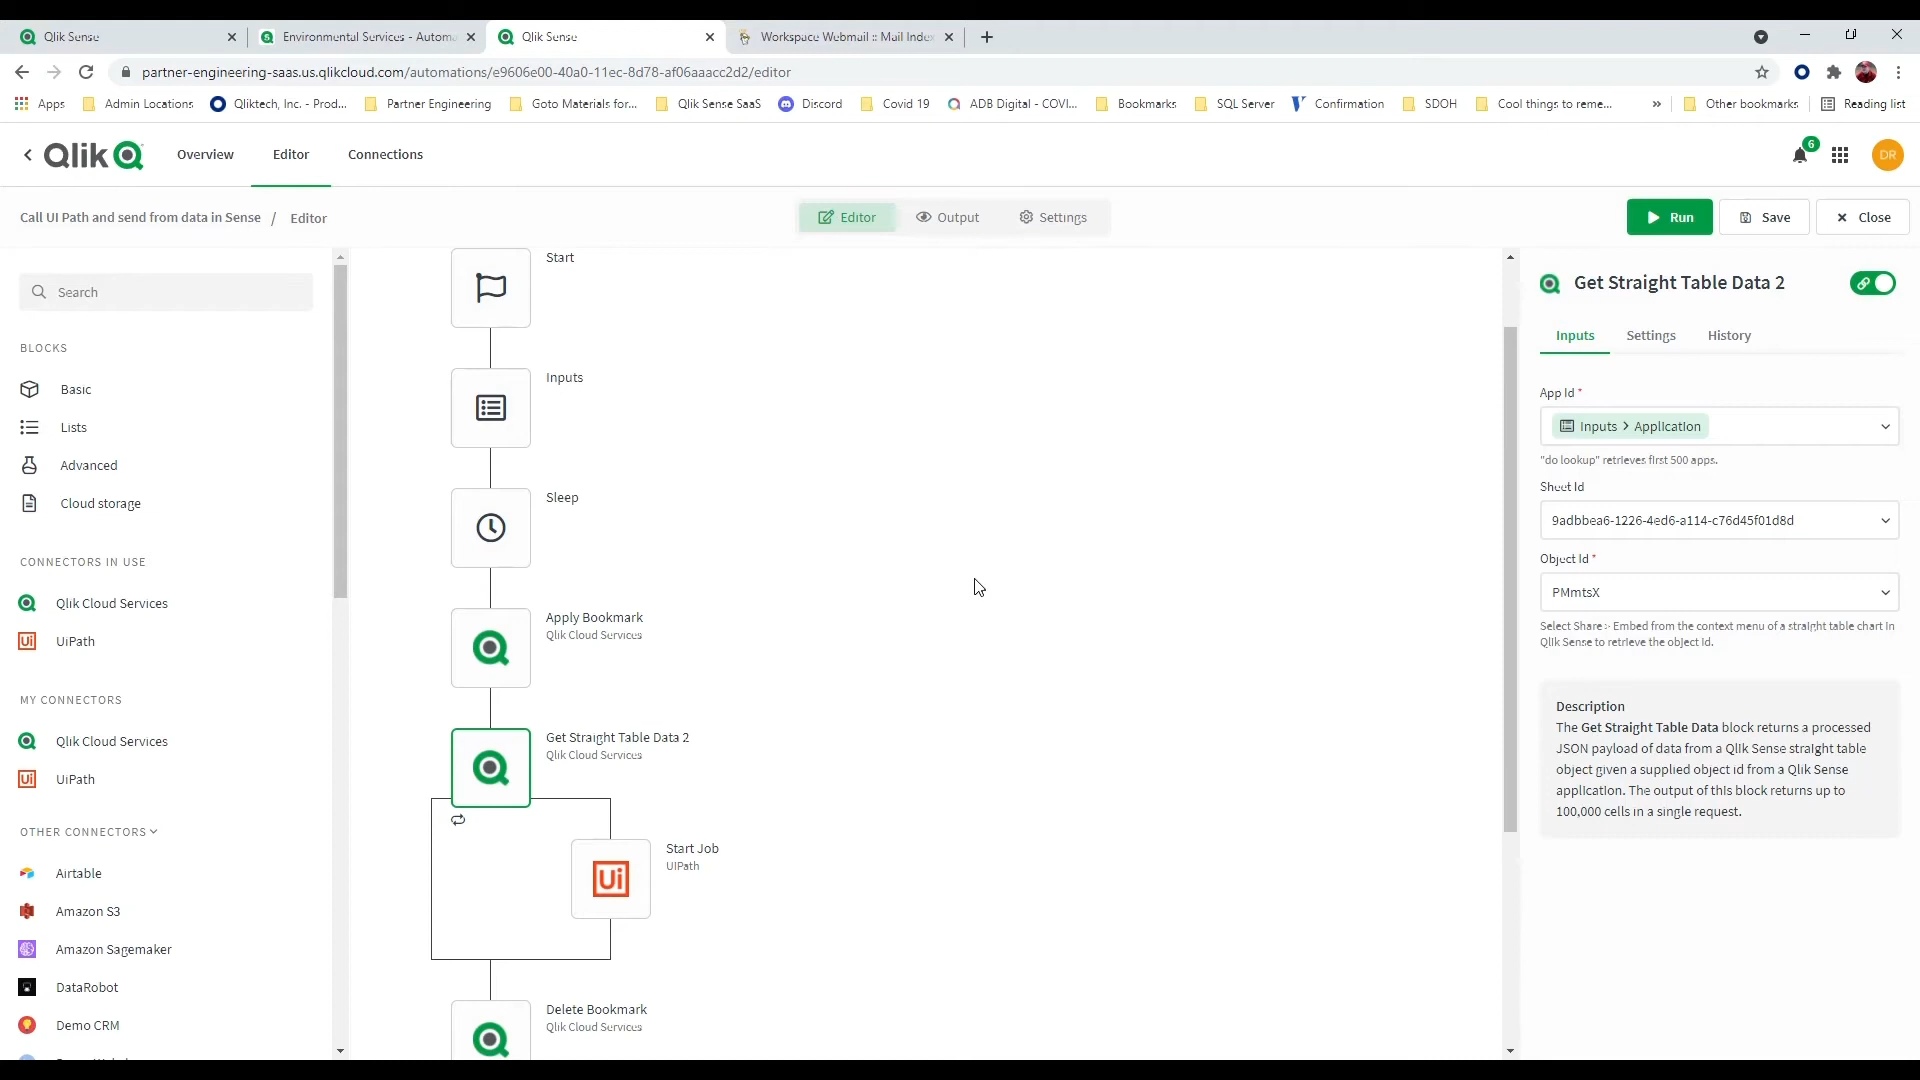 Qlik Sense
Environmental Services - Automa
Qlik Sense
Workspace Webmail :: Mail Index
partner-engineering-saas.us.qlikcloud.com/automations/e9606e00-40a0-11ec-8d78-af06aaacc2d2/editor
Apps
Admin Locations
Qliktech, Inc. - Prod...
Partner Engineering
Goto Materials for...
Qlik Sense SaaS
Discord
Covid 19
ADB Digital - COVI...
Bookmarks
SQL Server
Confirmation
SDOH
Cool things to reme...
»
Other bookmarks
Reading list
Qlik
Overview
Editor
Connections
6
DR
Call UI Path and send from data in Sense / Editor
Editor
Output
Settings
Run
Save
Close
Search
BLOCKS
Basic
Lists
Advanced
Cloud storage
CONNECTORS IN USE
Qlik Cloud Services
UiPath
MY CONNECTORS
Qlik Cloud Services
UiPath
OTHER CONNECTORS
Airtable
Amazon S3
Amazon Sagemaker
DataRobot
Demo CRM
Start
Inputs
Sleep
Apply Bookmark
Qlik Cloud Services
Get Straight Table Data 2
Qlik Cloud Services
Start Job
UiPath
Delete Bookmark
Qlik Cloud Services
Get Straight Table Data 2
Inputs
Settings
History
App Id *
Inputs > Application
"do lookup" retrieves first 500 apps.
Sheet Id
9adbbea6-1226-4ed6-a114-c76d45f01d8d
Object Id *
PMmtsX
Select Share > Embed from the context menu of a straight table chart in
Qlik Sense to retrieve the object id.
Description
The Get Straight Table Data block returns a processed
JSON payload of data from a Qlik Sense straight table
object given a supplied object id from a Qlik Sense
application. The output of this block returns up to
100,000 cells in a single request.